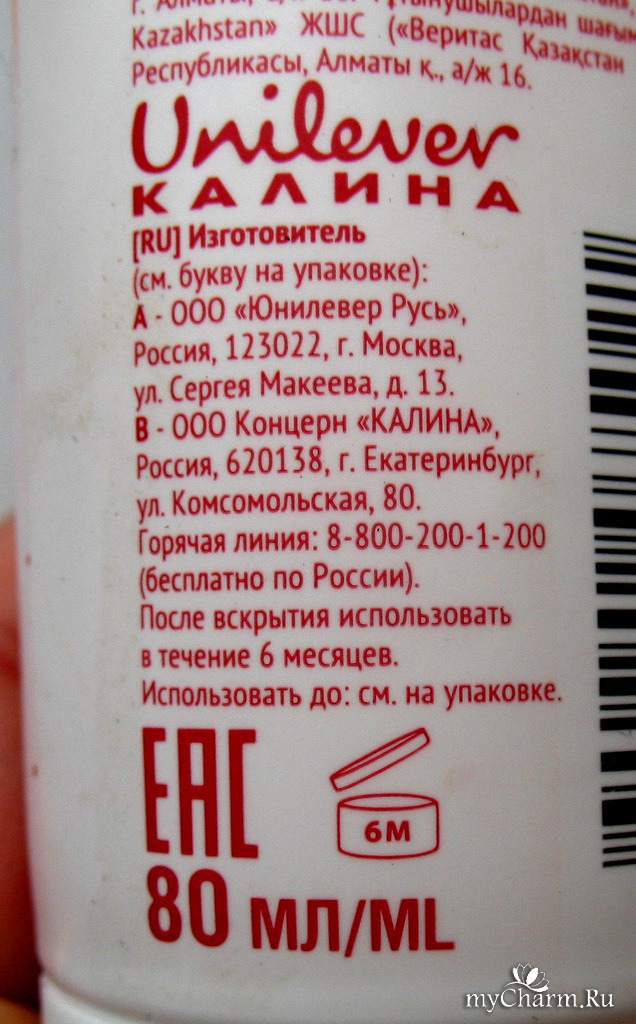 г. Алматы,
Kazakhstan» ЖШС («Веритас Қазақстан
Республикасы, Алматы қ., а/ж 16.
Unilever
КАЛИНА
[RU] Изготовитель
(см. букву на упаковке):
А - ООО «Юнилевер Русь»,
Россия, 123022, г. Москва,
ул. Сергея Макеева, д. 13.
В - ООО Концерн «КАЛИНА»,
Россия, 620138, г. Екатеринбург,
ул. Комсомольская, 80.
Горячая линия: 8-800-200-1-200
(бесплатно по России).
После вскрытия использовать
в течение 6 месяцев.
Использовать до: см. на упаковке.
ЕАС
6М
80 МЛ/ML
myCharm.Ru